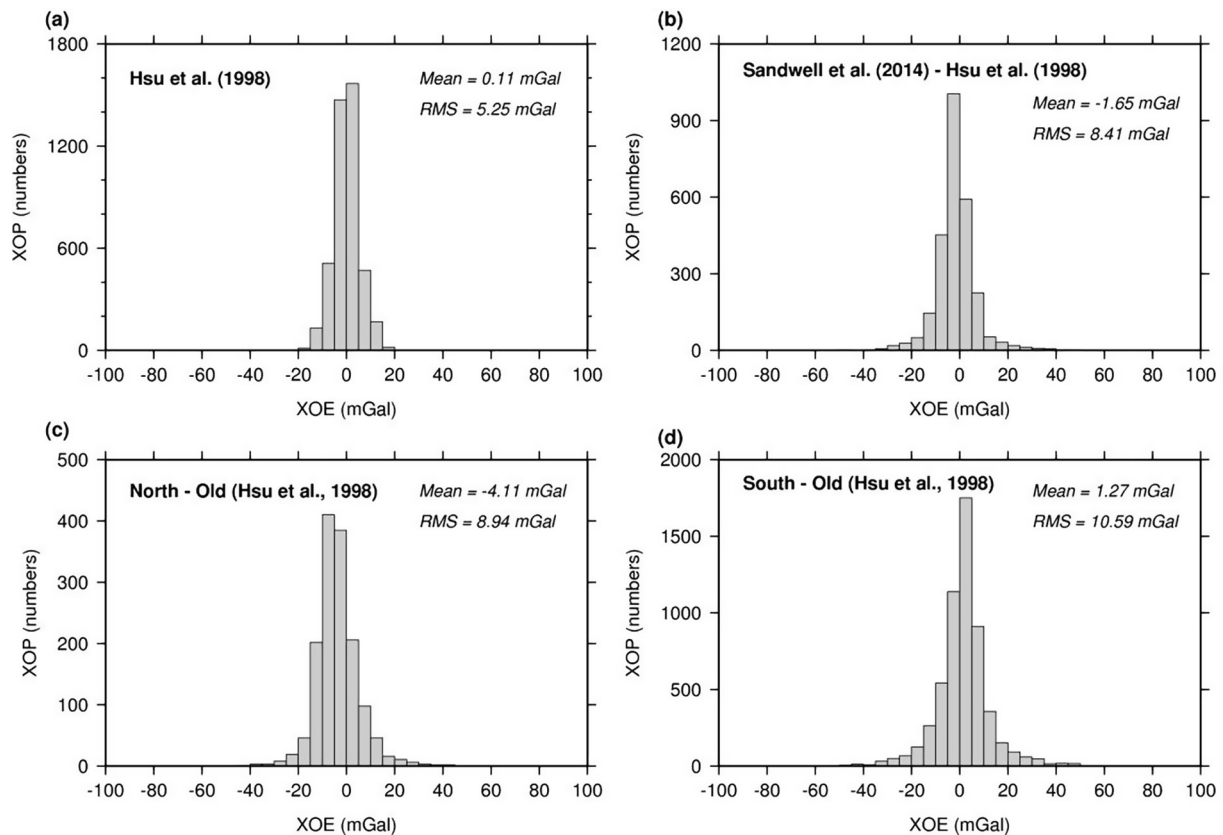 (a)
1800
1200
600
0
XOP (numbers)
Hsu et al. (1998)
Mean = 0.11 mGal
RMS = 5.25 mGal
-100 -80 -60 -40 -20 0 20 40 60 80 100
XOE (mGal)
(b)
1200
900
600
300
0
XOP (numbers)
Sandwell et al. (2014) - Hsu et al. (1998)
Mean = -1.65 mGal
RMS = 8.41 mGal
-100 -80 -60 -40 -20 0 20 40 60 80 100
XOE (mGal)
(c)
500
400
300
200
100
0
XOP (numbers)
North - Old (Hsu et al., 1998)
Mean = -4.11 mGal
RMS = 8.94 mGal
-100 -80 -60 -40 -20 0 20 40 60 80 100
XOE (mGal)
(d)
2000
1500
1000
500
0
XOP (numbers)
South - Old (Hsu et al., 1998)
Mean = 1.27 mGal
RMS = 10.59 mGal
-100 -80 -60 -40 -20 0 20 40 60 80 100
XOE (mGal)